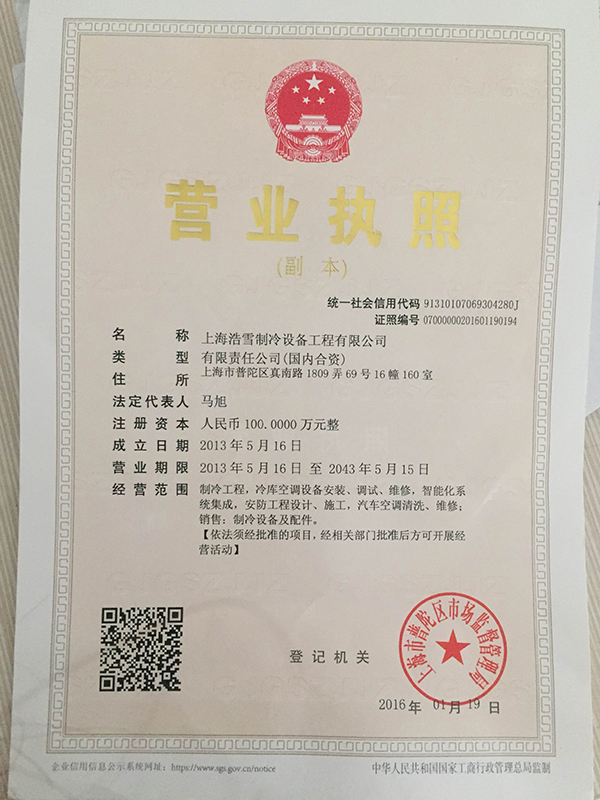 营业执照
(副 本)
统一社会信用代码 91310107069304280J
证照编号 07000000201601190194
名 称 上海浩雪制冷设备工程有限公司
类 型 有限责任公司(国内合资)
住 所 上海市普陀区真南路1809弄69号16幢160室
法定代表人 马旭
注册资本 人民币100.0000万元整
成立日期 2013年5月16日
营业期限 2013年5月16日 至 2043年5月15日
经营范围 制冷工程，冷库空调设备安装、调试、维修，智能化系
统集成，安防工程设计、施工，汽车空调清洗、维修；
销售：制冷设备及配件。
【依法须经批准的项目，经相关部门批准后方可开展经
营活动】
登记机关
上海市普陀区市场监督管理局
2016年 01月19日
企业信用信息公示系统网址：https://www.sgs.gov.cn/notice
中华人民共和国国家工商行政管理总局监制